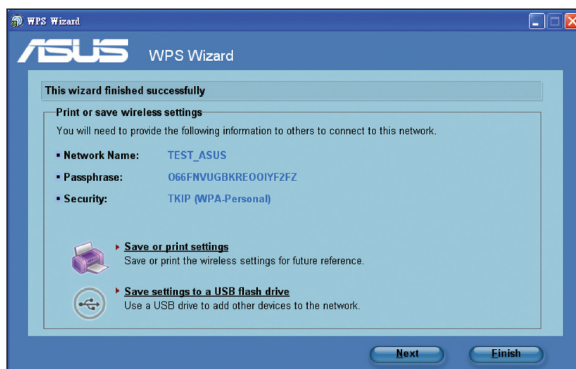 WPS Wizard
ASUS WPS Wizard
This wizard finished successfully
Print or save wireless settings
You will need to provide the following information to others to connect to this network.
Network Name: TEST_ASUS
Passphrase: O66FNVUGBKREOOIYF2FZ
Security: TKIP (WPA-Personal)
Save or print settings
Save or print the wireless settings for future reference.
Save settings to a USB flash drive
Use a USB drive to add other devices to the network.
Next Finish